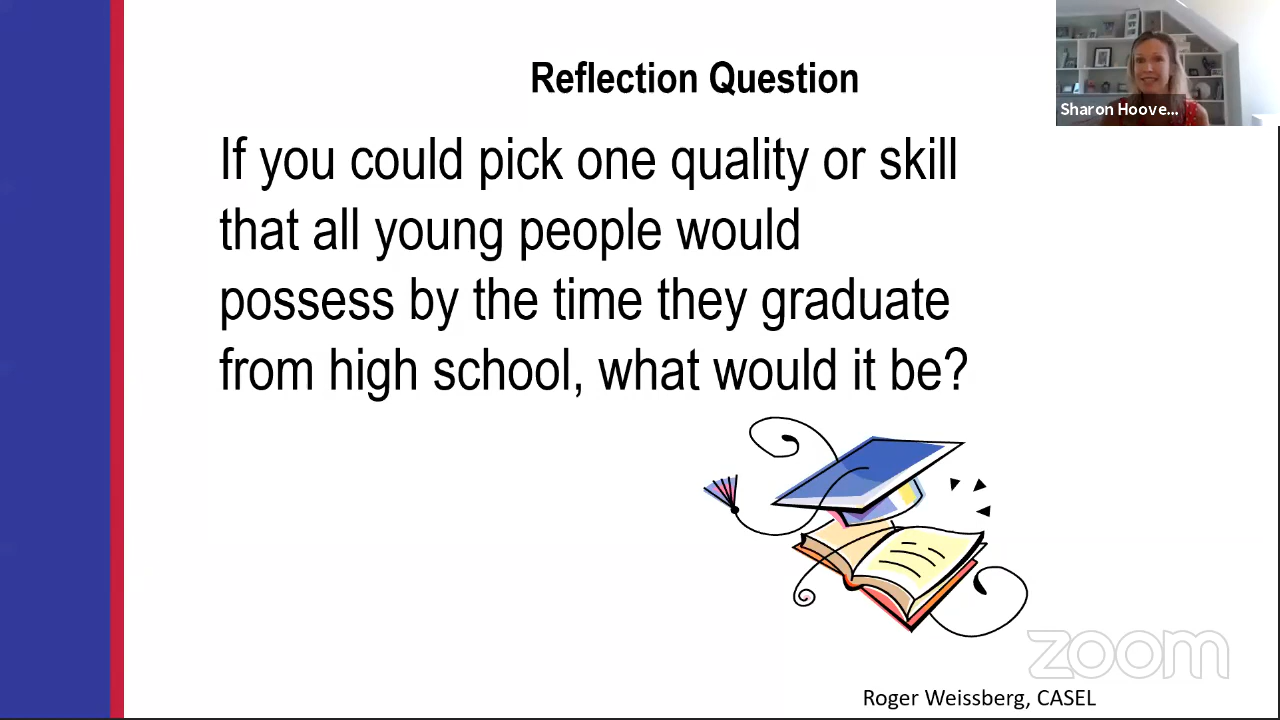 Reflection Question
Sharon Hoove...
If you could pick one quality or skill
that all young people would
possess by the time they graduate
from high school, what would it be?
zoom
Roger Weissberg, CASEL